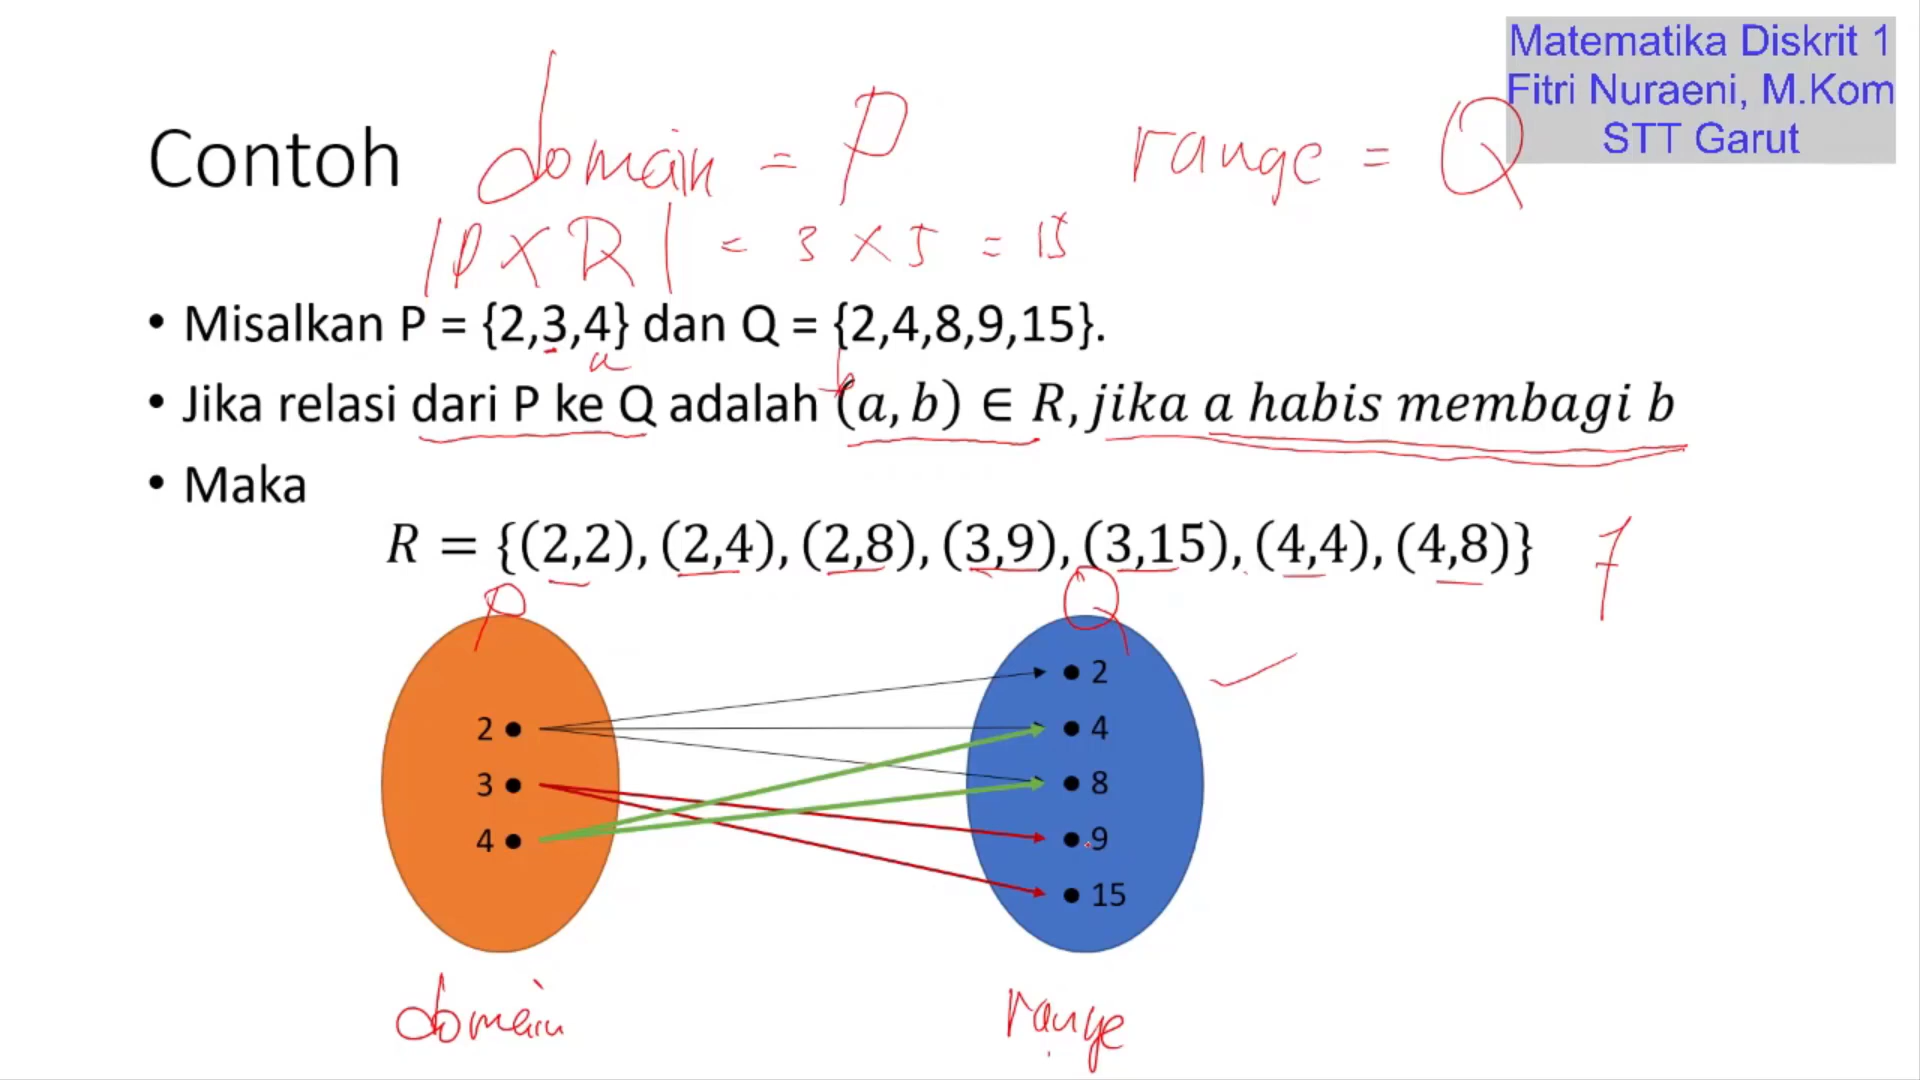 Matematika Diskrit 1
Fitri Nuraeni, M.Kom
STT Garut
Contoh
domain = P
range = Q
|P X R| = 3 X 5 = 15
• Misalkan P = {2,3,4} dan Q = {2,4,8,9,15}.
a
b
• Jika relasi dari P ke Q adalah (a, b) ∈ R, jika a habis membagi b
• Maka
R = {(2,2), (2,4), (2,8), (3,9), (3,15), (4,4), (4,8)}
7
P
Q
2
3
4
2
4
8
9
15
domain
range